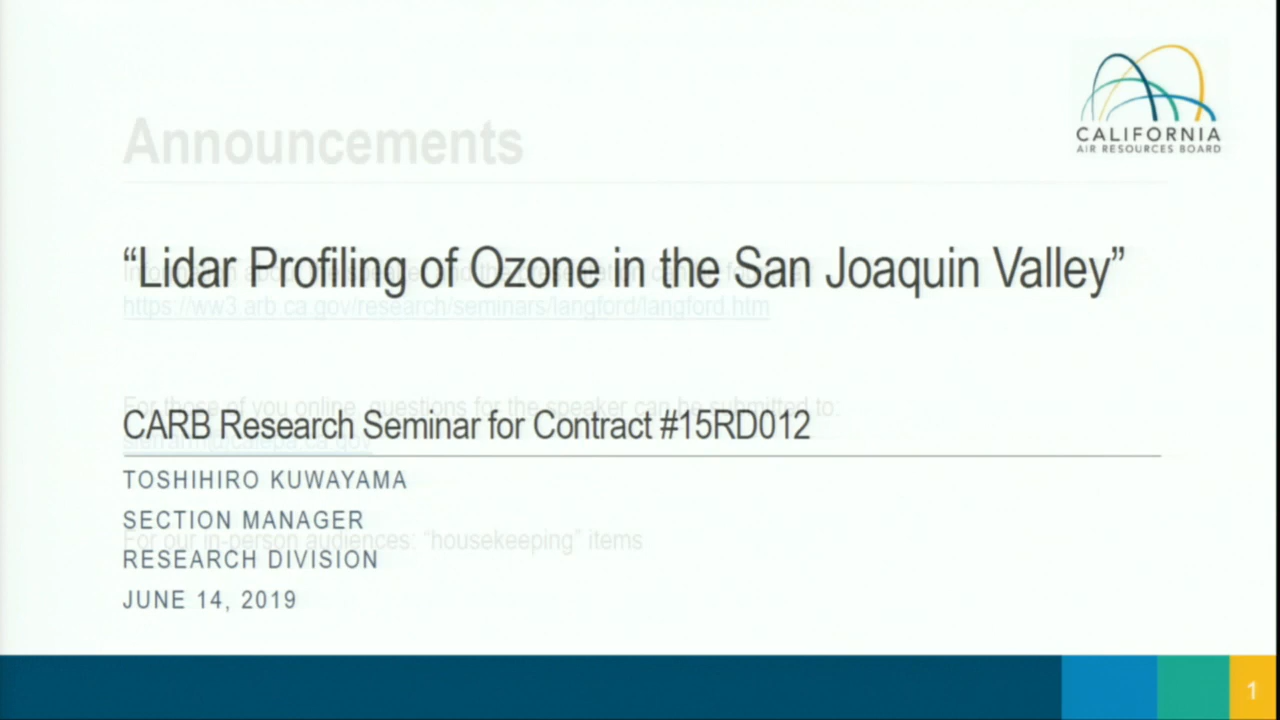 CALIFORNIA
AIR RESOURCES BOARD
Announcements
“Lidar Profiling of Ozone in the San Joaquin Valley”
https://ww3.arb.ca.gov/research/seminars/langford/langford.htm
For those of you online, questions for the speaker can be submitted to:
CARB Research Seminar for Contract #15RD012
TOSHIHIRO KUWAYAMA
SECTION MANAGER
For our in-person audiences: “housekeeping” items
RESEARCH DIVISION
JUNE 14, 2019
1